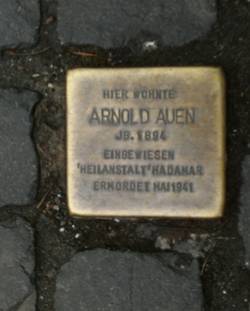 HIER WOHNTE
ARNOLD AUEN
JG. 1894
EINGEWIESEN
'HEILANSTALT' HADAMAR
ERMORDET MAI 1941